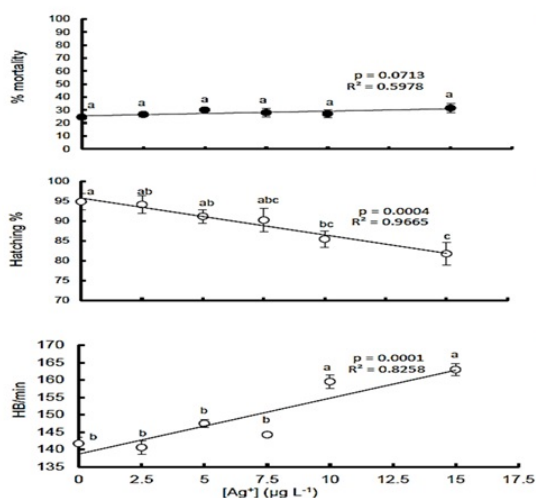 100
90
80
70
60
50
40
30
20
10
0
% mortality
a a a a a a
p = 0.0713
R² = 0.5978
100
95
90
85
80
75
70
Hatching %
a ab ab abc bc c
p = 0.0004
R² = 0.9665
170
165
160
155
150
145
140
135
HB/min
b b b b a a
p = 0.0001
R² = 0.8258
0 2.5 5 7.5 10 12.5 15 17.5
[Ag⁺] (µg L⁻¹)